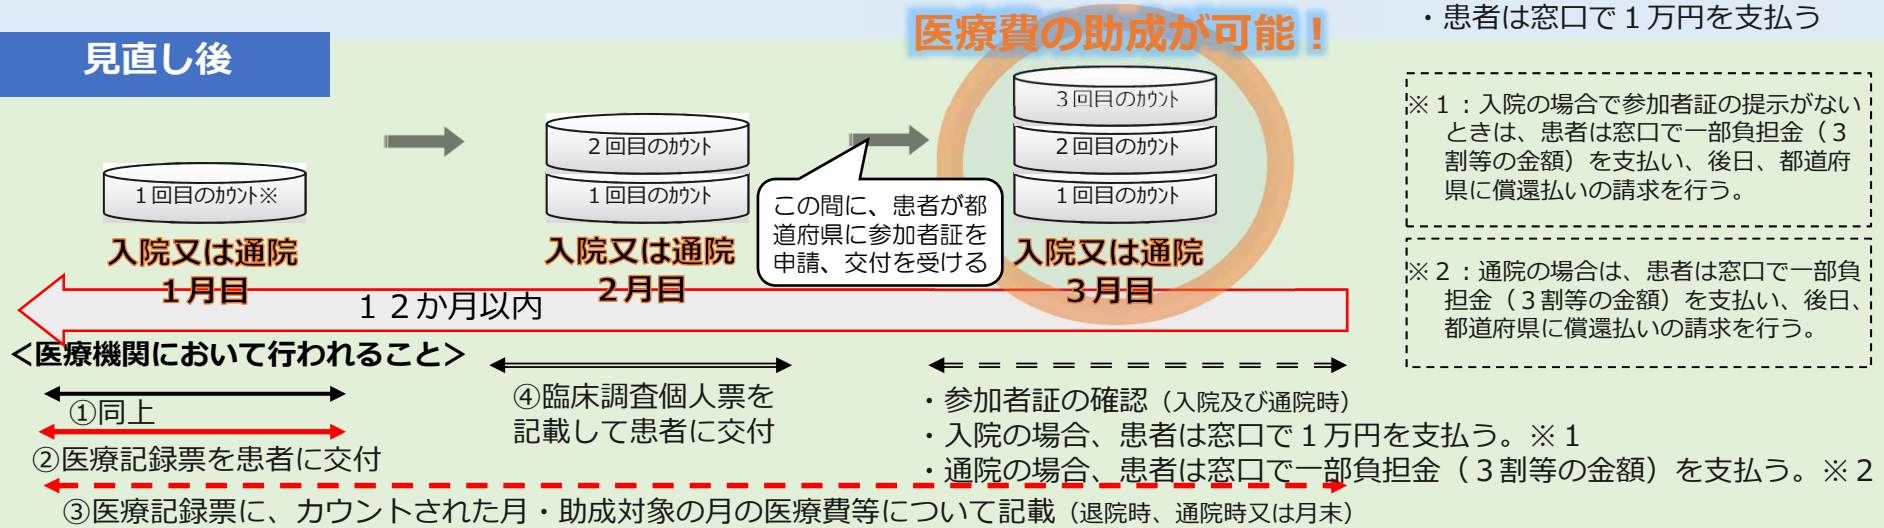 医療費の助成が可能！
・患者は窓口で１万円を支払う
見直し後
１回目のｶｳﾝﾄ※
２回目のｶｳﾝﾄ
１回目のｶｳﾝﾄ
３回目のｶｳﾝﾄ
２回目のｶｳﾝﾄ
１回目のｶｳﾝﾄ
この間に、患者が都
道府県に参加者証を
申請、交付を受ける
入院又は通院
１月目
入院又は通院
２月目
入院又は通院
３月目
１２か月以内
※１：入院の場合で参加者証の提示がない
ときは、患者は窓口で一部負担金（３
割等の金額）を支払い、後日、都道府
県に償還払いの請求を行う。
※２：通院の場合は、患者は窓口で一部負
担金（３割等の金額）を支払い、後日、
都道府県に償還払いの請求を行う。
＜医療機関において行われること＞
①同上
②医療記録票を患者に交付
④臨床調査個人票を
記載して患者に交付
・参加者証の確認（入院及び通院時）
・入院の場合、患者は窓口で１万円を支払う。※１
・通院の場合、患者は窓口で一部負担金（３割等の金額）を支払う。※２
③医療記録票に、カウントされた月・助成対象の月の医療費等について記載（退院時、通院時又は月末）